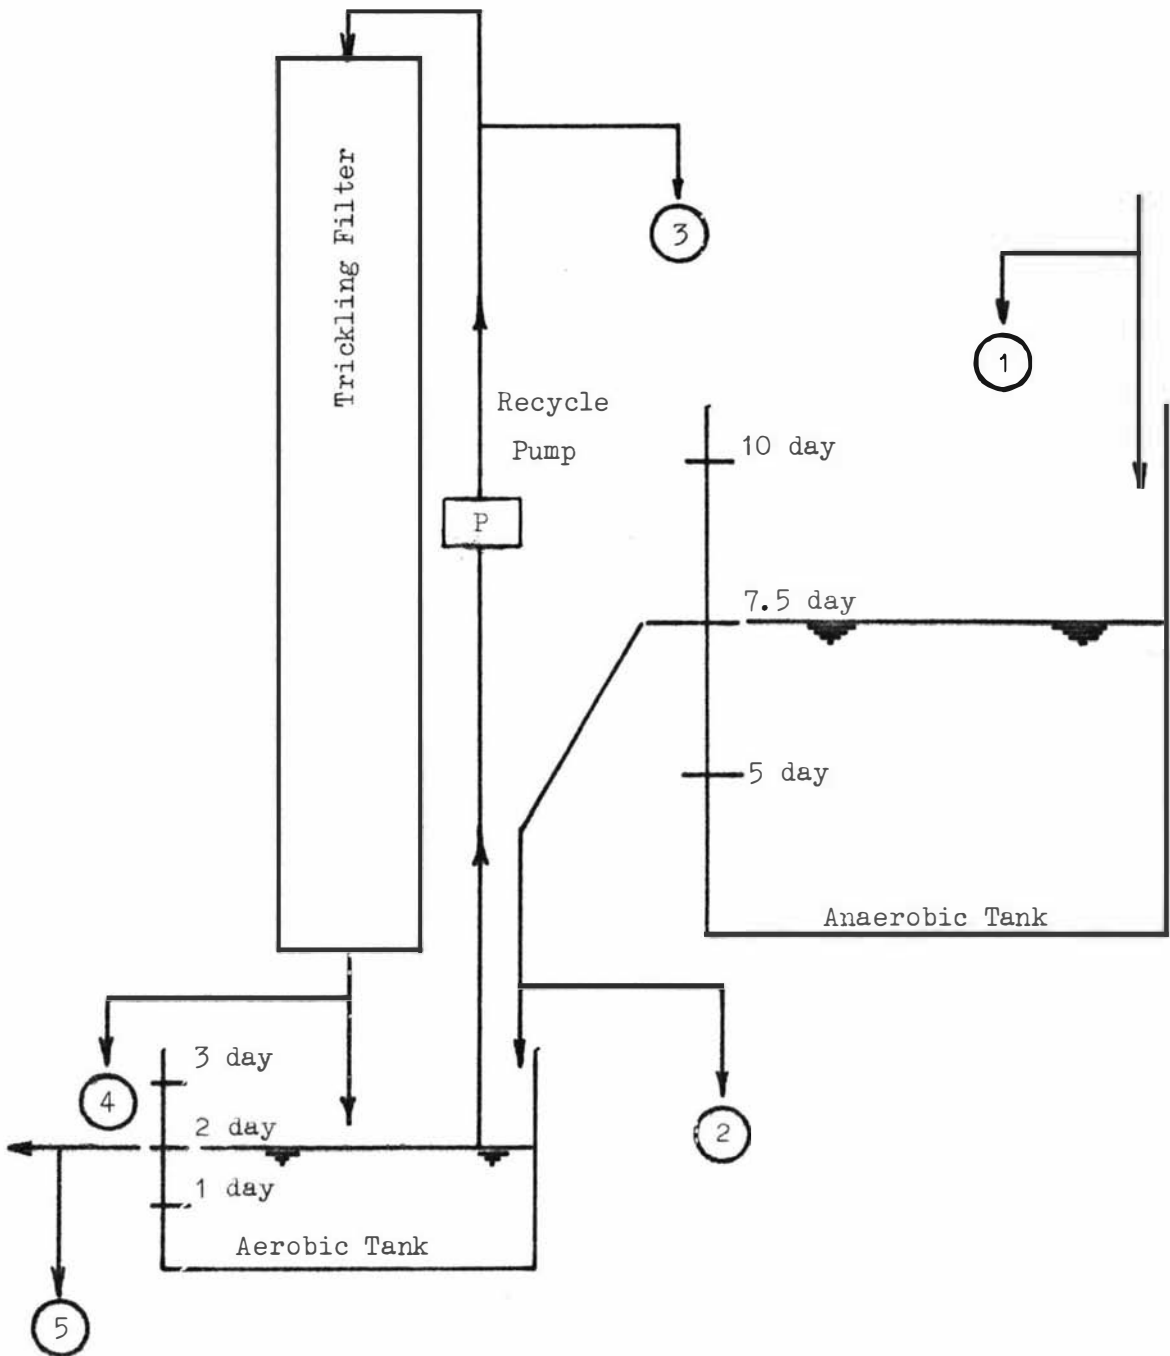 Trickling Filter
3
1
Recycle
Pump
10 day
P
7.5 day
5 day
Anaerobic Tank
3 day
4
2 day
2
1 day
Aerobic Tank
5